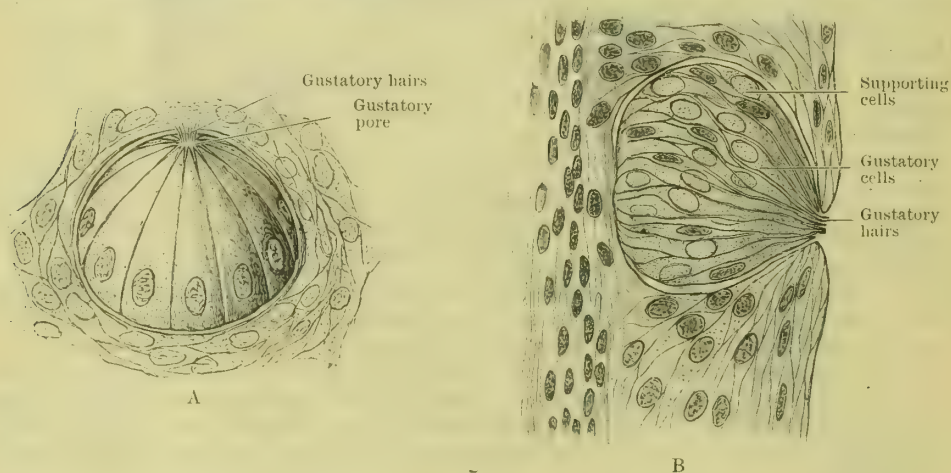 Gustatory hairs
Gustatory
pore
A
Supporting
cells
Gustatory
cells
Gustatory
hairs
B